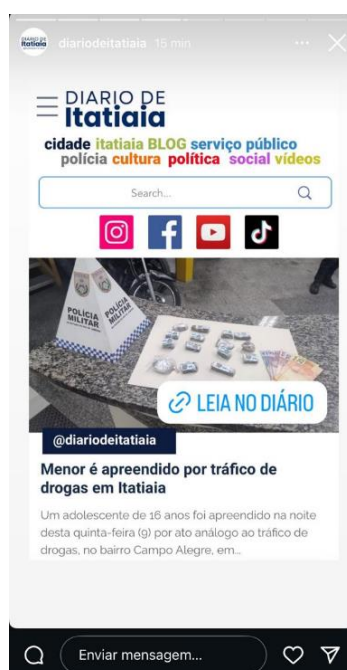 diariodeitatiaia 15 min
DIARIO DE
Itatiaia
cidade itatiaia BLOG serviço público
polícia cultura política social vídeos
Search...
POLÍCIA
MILITAR
POLÍCIA
MILITAR
LEIA NO DIÁRIO
@diariodeitatiaia
Menor é apreendido por tráfico de
drogas em Itatiaia
Um adolescente de 16 anos foi apreendido na noite
desta quinta-feira (9) por ato análogo ao tráfico de
drogas, no bairro Campo Alegre, em...
Enviar mensagem...